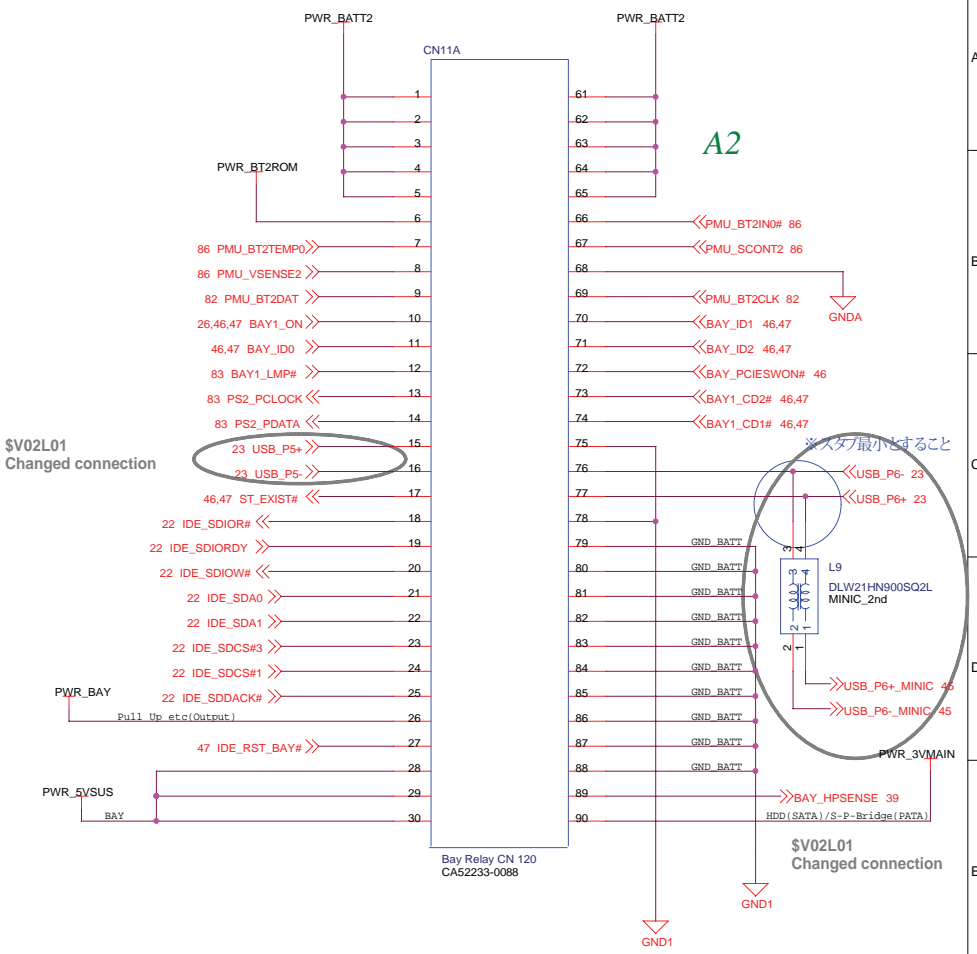 PWR_BATT2
PWR_BATT2
CN11A
A
1
61
2
62
3
63
A2
4
64
PWR_BT2ROM
5
65
6
66
PMU_BT2IN0# 86
86 PMU_BT2TEMP0
7
67
PMU_SCONT2 86
B
86 PMU_VSENSE2
8
68
82 PMU_BT2DAT
9
69
PMU_BT2CLK 82
GNDA
26,46,47 BAY1_ON
10
70
BAY_ID1 46,47
46,47 BAY_ID0
11
71
BAY_ID2 46,47
83 BAY1_LMP#
12
72
BAY_PCIESWON# 46
83 PS2_PCLOCK
13
73
BAY1_CD2# 46,47
83 PS2_PDATA
14
74
BAY1_CD1# 46,47
$V02L01
Changed connection
23 USB_P5+
15
75
※スタブ最小とすること
23 USB_P5-
16
76
USB_P6- 23
C
46,47 ST_EXIST#
17
77
USB_P6+ 23
22 IDE_SDIOR#
18
78
22 IDE_SDIORDY
19
79
GND_BATT
3
4
22 IDE_SDIOW#
20
80
GND_BATT
3
4
L9
DLW21HN900SQ2L
MINIC_2nd
22 IDE_SDA0
21
81
GND_BATT
22 IDE_SDA1
22
82
GND_BATT
2
1
22 IDE_SDCS#3
23
83
GND_BATT
2
1
22 IDE_SDCS#1
24
84
GND_BATT
D
22 IDE_SDDACK#
25
85
GND_BATT
USB_P6+_MINIC 45
PWR_BAY
Pull Up etc(Output)
26
86
GND_BATT
USB_P6-_MINIC 45
47 IDE_RST_BAY#
27
87
GND_BATT
PWR_3VMAIN
28
88
GND_BATT
PWR_5VSUS
29
89
BAY_HPSENSE 39
BAY
30
90
HDD(SATA)/S-P-Bridge(PATA)
$V02L01
Changed connection
Bay Relay CN 120
CA52233-0088
E
GND1
GND1